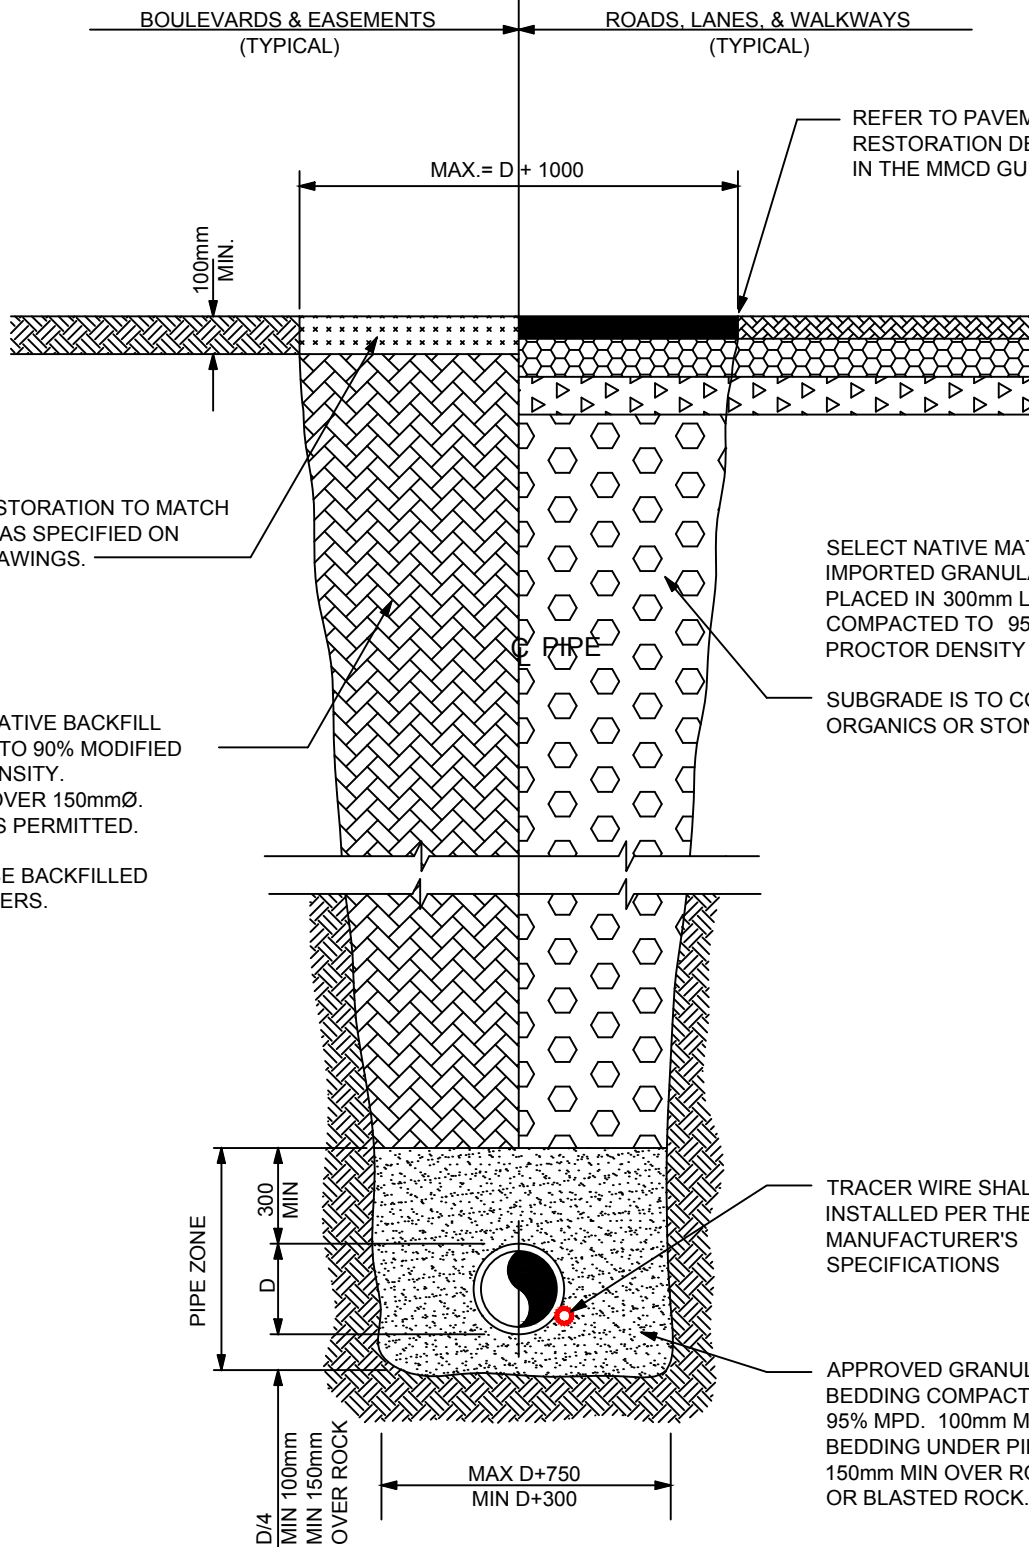 BOULEVARDS & EASEMENTS
(TYPICAL)
ROADS, LANES, & WALKWAYS
(TYPICAL)
REFER TO PAVEM
RESTORATION DE
IN THE MMCD GU
MAX.= D + 1000
100mm
MIN.
STORATION TO MATCH
AS SPECIFIED ON
AWINGS.
SELECT NATIVE MAT
IMPORTED GRANULA
PLACED IN 300mm L
COMPACTED TO 95
PROCTOR DENSITY
℄ PIPE
SUBGRADE IS TO CO
ORGANICS OR STON
ATIVE BACKFILL
TO 90% MODIFIED
NSITY.
OVER 150mmØ.
S PERMITTED.
BE BACKFILLED
ERS.
PIPE ZONE
300
MIN
D
TRACER WIRE SHAL
INSTALLED PER THE
MANUFACTURER'S
SPECIFICATIONS
APPROVED GRANUL
BEDDING COMPACT
95% MPD. 100mm M
BEDDING UNDER PIP
150mm MIN OVER RO
OR BLASTED ROCK.
D/4
MIN 100mm
MIN 150mm
OVER ROCK
MAX D+750
MIN D+300